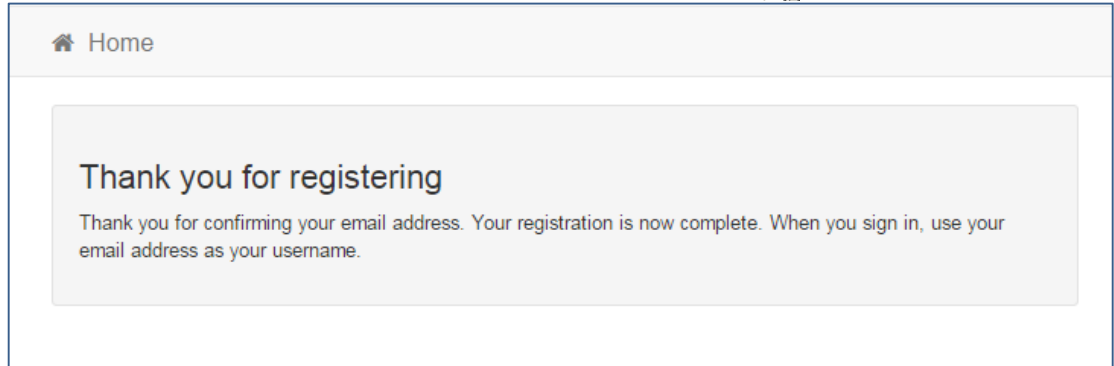 Home
Thank you for registering
Thank you for confirming your email address. Your registration is now complete. When you sign in, use your
email address as your username.